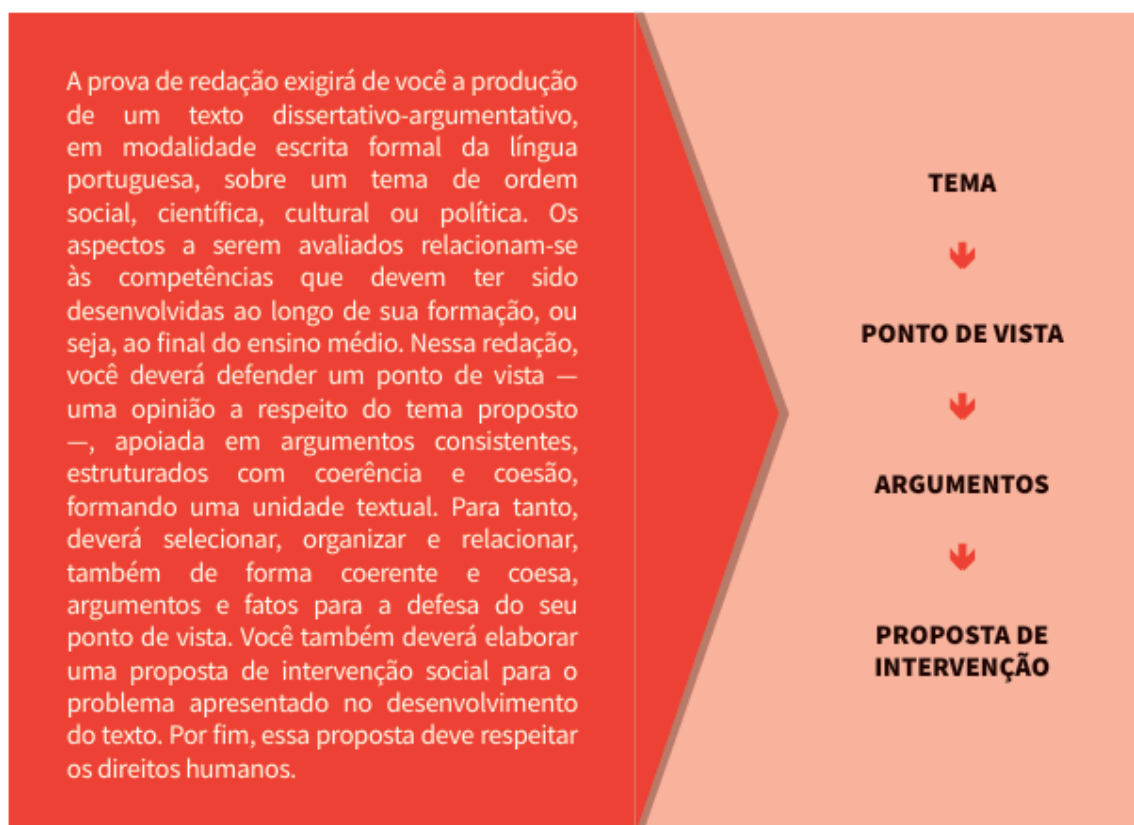 A prova de redação exigirá de você a produção
de um texto dissertativo-argumentativo,
em modalidade escrita formal da língua
portuguesa, sobre um tema de ordem
social, científica, cultural ou política. Os
aspectos a serem avaliados relacionam-se
às competências que devem ter sido
desenvolvidas ao longo de sua formação, ou
seja, ao final do ensino médio. Nessa redação,
você deverá defender um ponto de vista —
uma opinião a respeito do tema proposto
—, apoiada em argumentos consistentes,
estruturados com coerência e coesão,
formando uma unidade textual. Para tanto,
deverá selecionar, organizar e relacionar,
também de forma coerente e coesa,
argumentos e fatos para a defesa do seu
ponto de vista. Você também deverá elaborar
uma proposta de intervenção social para o
problema apresentado no desenvolvimento
do texto. Por fim, essa proposta deve respeitar
os direitos humanos.
TEMA
PONTO DE VISTA
ARGUMENTOS
PROPOSTA DE
INTERVENÇÃO